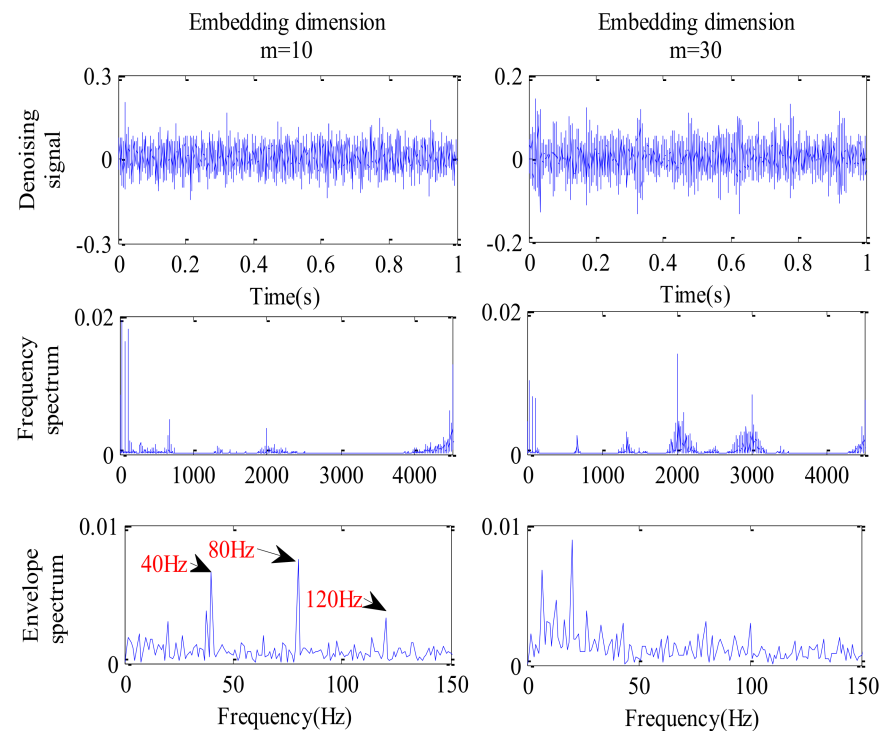 Embedding dimension
m=10
Embedding dimension
m=30
Denoising
signal
0.3
0
-0.3
0 0.2 0.4 0.6 0.8 1
Time(s)
0.2
0
-0.2
0 0.2 0.4 0.6 0.8 1
Time(s)
Frequency
spectrum
0.02
0
0 1000 2000 3000 4000
0.02
0
0 1000 2000 3000 4000
Envelope
spectrum
0.01
0
40Hz
80Hz
120Hz
0 50 100 150
Frequency(Hz)
0.01
0
0 50 100 150
Frequency(Hz)